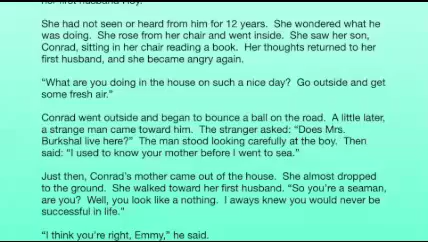 her first husband Roy.
She had not seen or heard from him for 12 years.  She wondered what he
was doing.  She rose from her chair and went inside.  She saw her son,
Conrad, sitting in her chair reading a book.  Her thoughts returned to her
first husband, and she became angry again.
“What are you doing in the house on such a nice day?  Go outside and get
some fresh air.”
Conrad went outside and began to bounce a ball on the road.  A little later,
a strange man came toward him.  The stranger asked: “Does Mrs.
Burkshal live here?”  The man stood looking carefully at the boy.  Then
said: “I used to know your mother before I went to sea.”
Just then, Conrad’s mother came out of the house.  She almost dropped
to the ground.  She walked toward her first husband. “So you’re a seaman,
are you?  Well, you look like a nothing.  I aways knew you would never be
successful in life.”
“I think you’re right, Emmy,” he said.